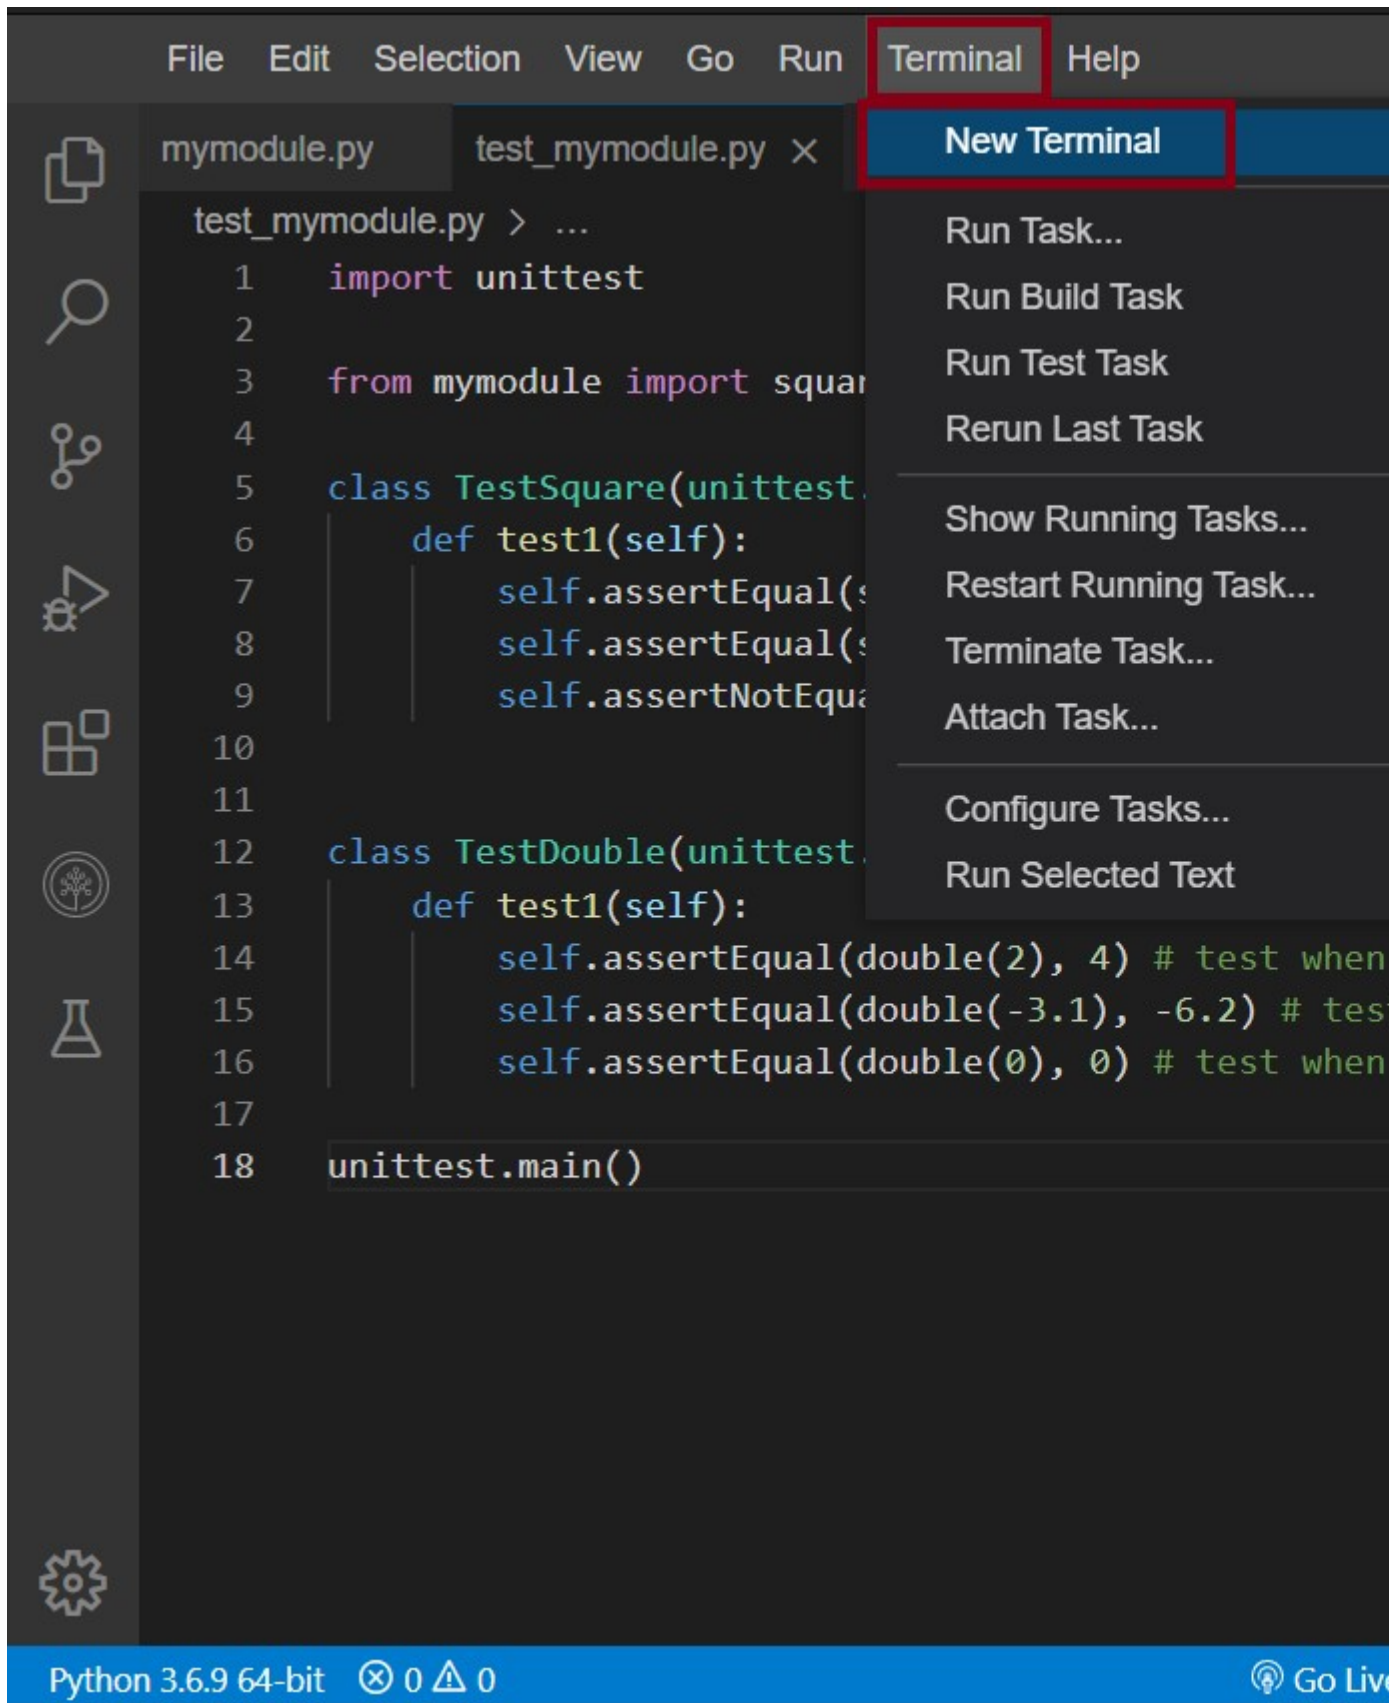 File Edit Selection View Go Run Terminal Help
mymodule.py test_mymodule.py ×
New Terminal
Run Task...
Run Build Task
Run Test Task
Rerun Last Task
Show Running Tasks...
Restart Running Task...
Terminate Task...
Attach Task...
Configure Tasks...
Run Selected Text
test_mymodule.py > ...
1 import unittest
2
3 from mymodule import
4
5 class TestSquare(unittest.
6 def test1(self):
7 self.assertEqual(
8 self.assertEqual(
9 self.
10
11
12 class TestDouble(unittest.
13 def test1(self):
14 self.assertEqual(double(2), 4) # test when
15 self.assertEqual(double(-3.1), -6.2) #
16 self.assertEqual(double(0), 0) # test when
17
18 unittest.main()
Python 3.6.9 64-bit 0 0
Go